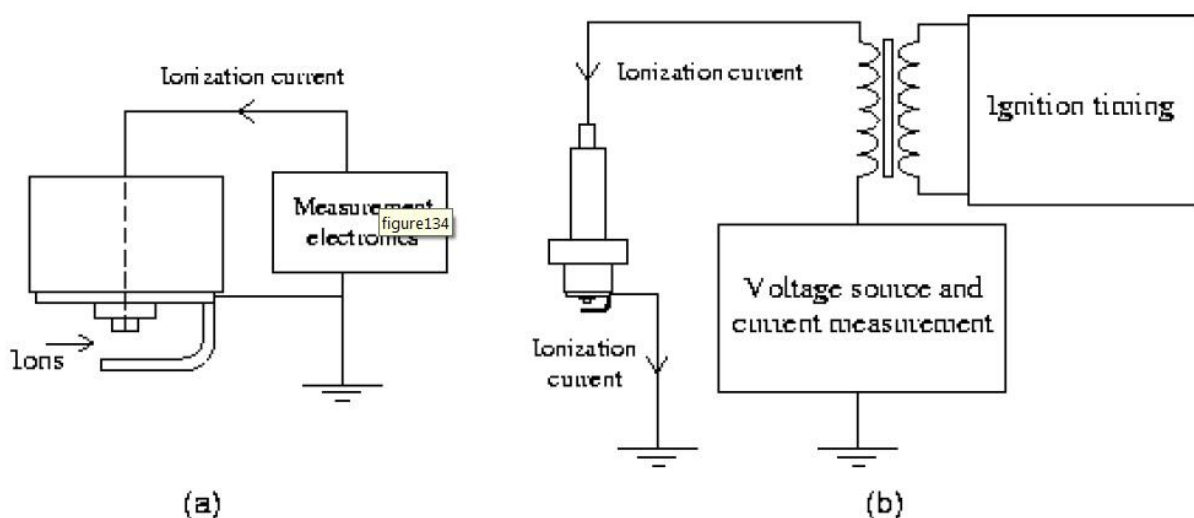 Ionization current
Measurement
electronics
figure134
Ions
(a)
Ionization current
Ignition timing
Voltage source and
current measurement
Ionization
current
(b)